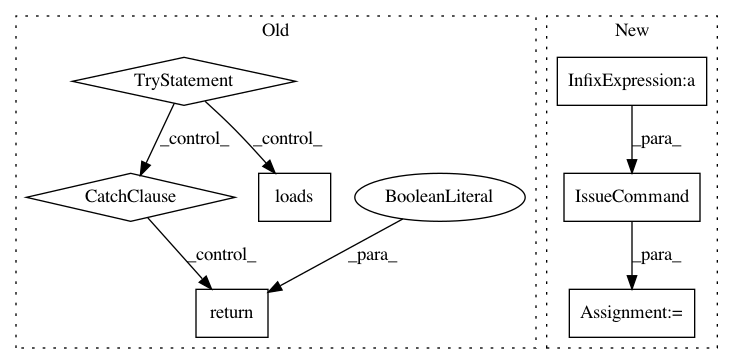 Old
New
TryStatement
InfixExpression:a
_control_
_control_
_para_
CatchClause
loads
BooleanLiteral
IssueCommand
_control_
_para_
_para_
return
Assignment:=